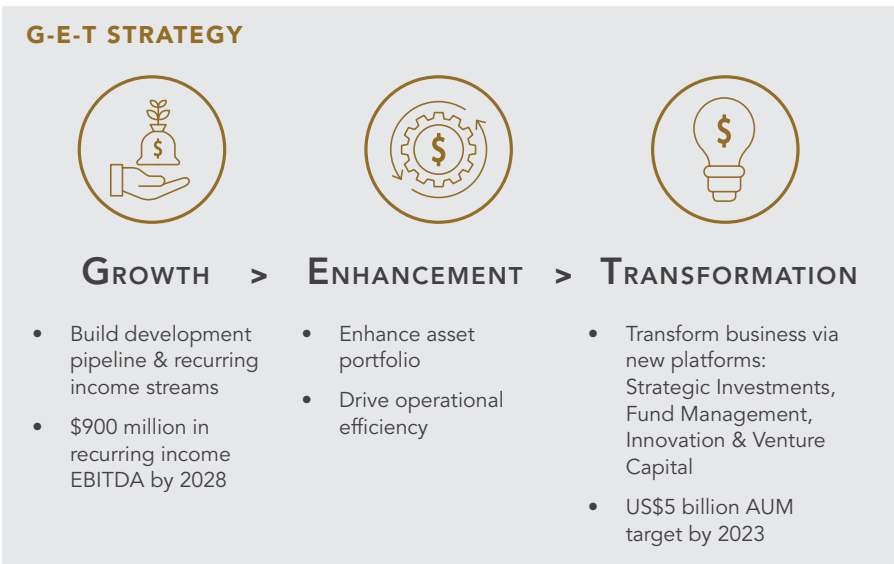 G-E-T STRATEGY
$
$
$
GROWTH > ENHANCEMENT > TRANSFORMATION
• Build development
pipeline & recurring
income streams
• $900 million in
recurring income
EBITDA by 2028
• Enhance asset
portfolio
• Drive operational
efficiency
• Transform business via
new platforms:
Strategic Investments,
Fund Management,
Innovation & Venture
Capital
• US$5 billion AUM
target by 2023